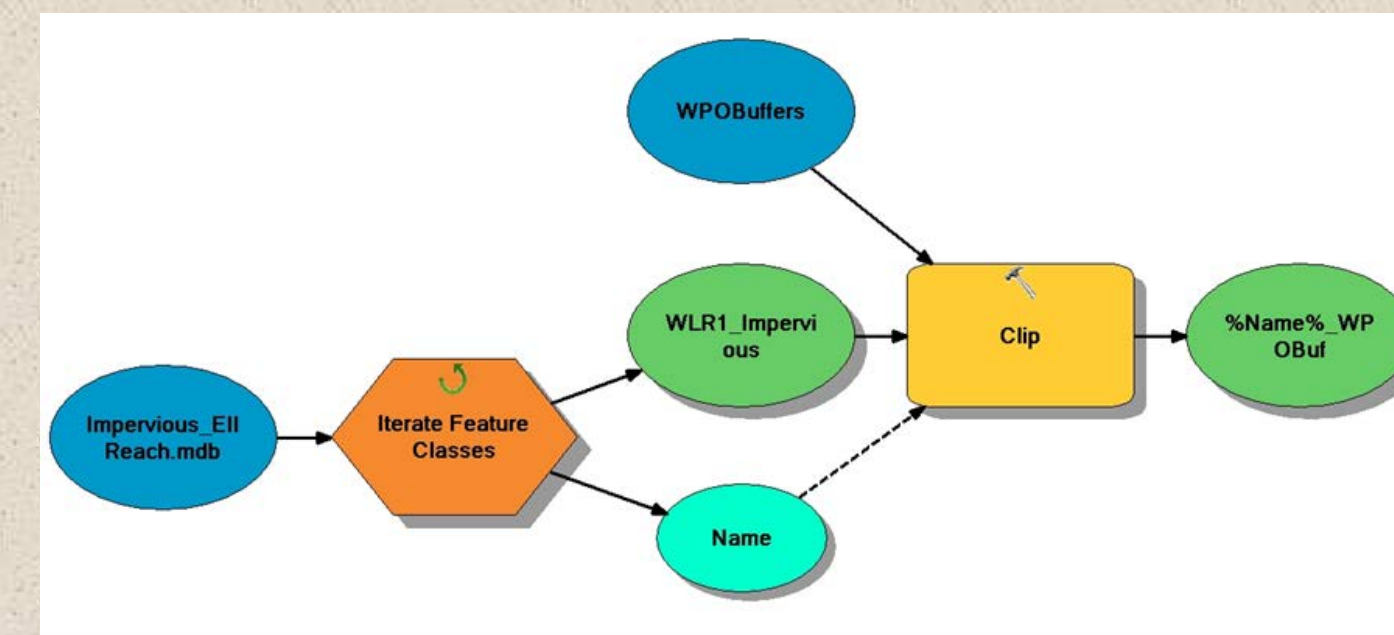 WPOBuffers
WLR1_Impervi
ous
Clip
%Name%_WP
OBuf
Impervious_Ell
Reach.mdb
Iterate Feature
Classes
Name